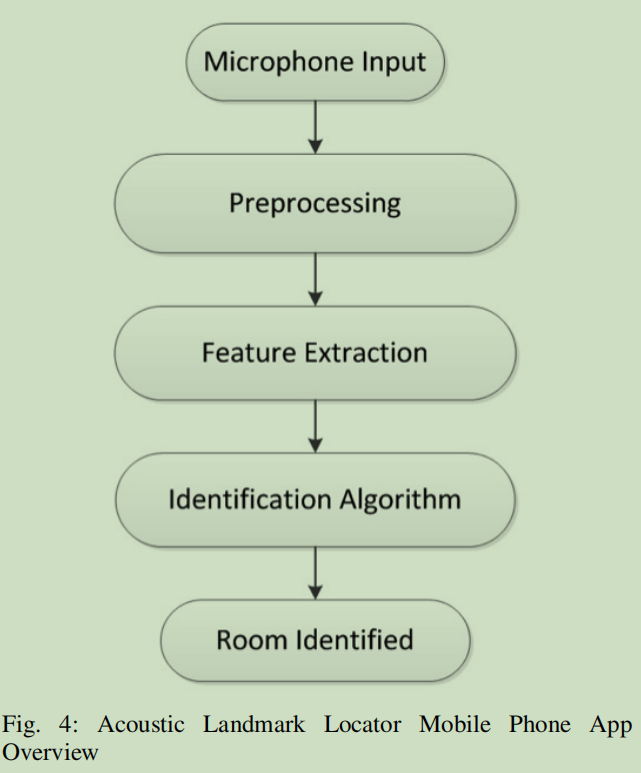 Microphone Input
Preprocessing
Feature Extraction
Identification Algorithm
Room Identified
Fig. 4: Acoustic Landmark Locator Mobile Phone App
Overview